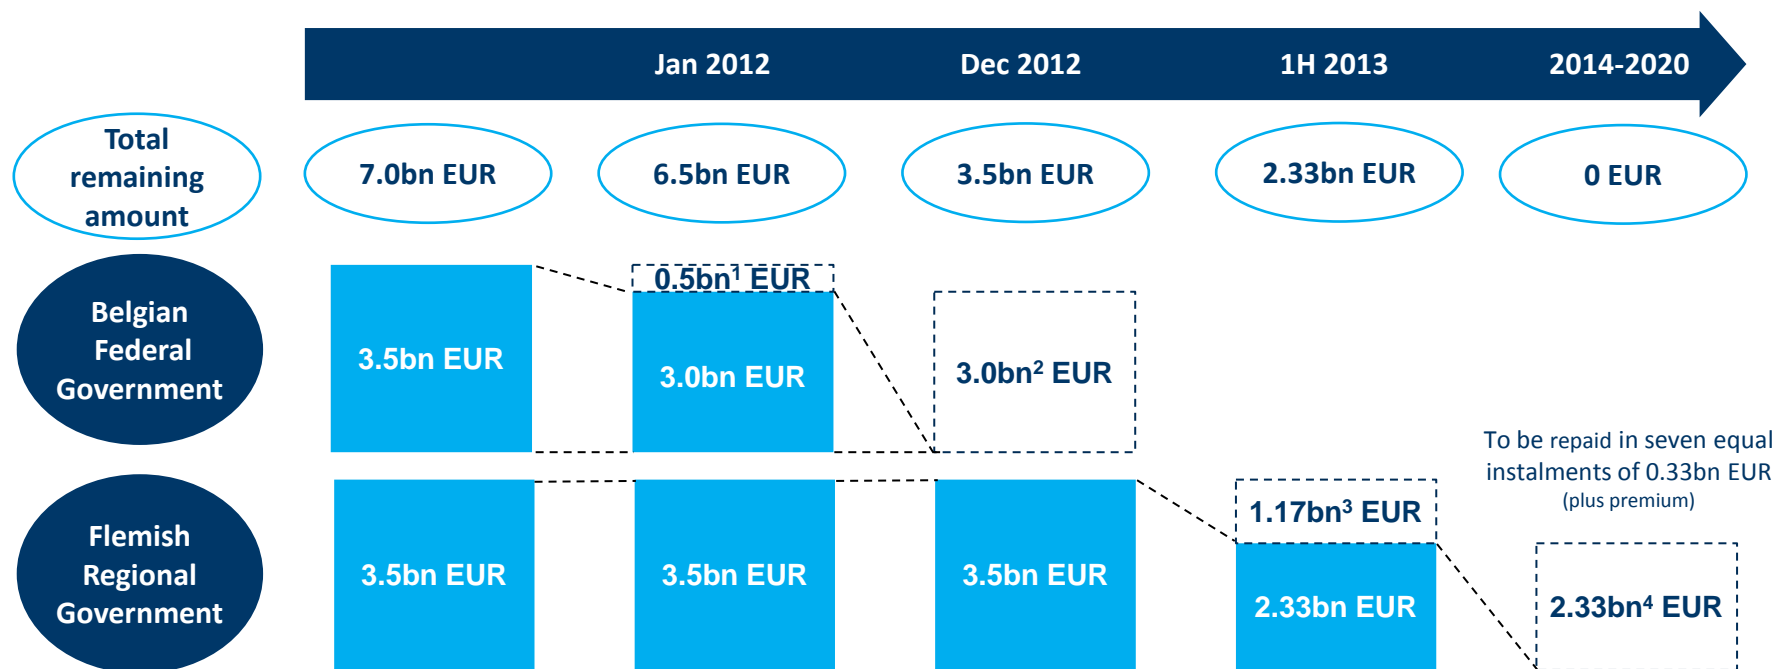 Jan 2012
Dec 2012
1H 2013
2014-2020
Total
remaining
amount
7.0bn EUR
6.5bn EUR
3.5bn EUR
2.33bn EUR
0 EUR
Belgian
Federal
Government
3.5bn EUR
0.5bn¹ EUR
3.0bn EUR
3.0bn² EUR
To be repaid in seven equal
instalments of 0.33bn EUR
(plus premium)
Flemish
Regional
Government
3.5bn EUR
3.5bn EUR
3.5bn EUR
1.17bn³ EUR
2.33bn EUR
2.33bn⁴ EUR